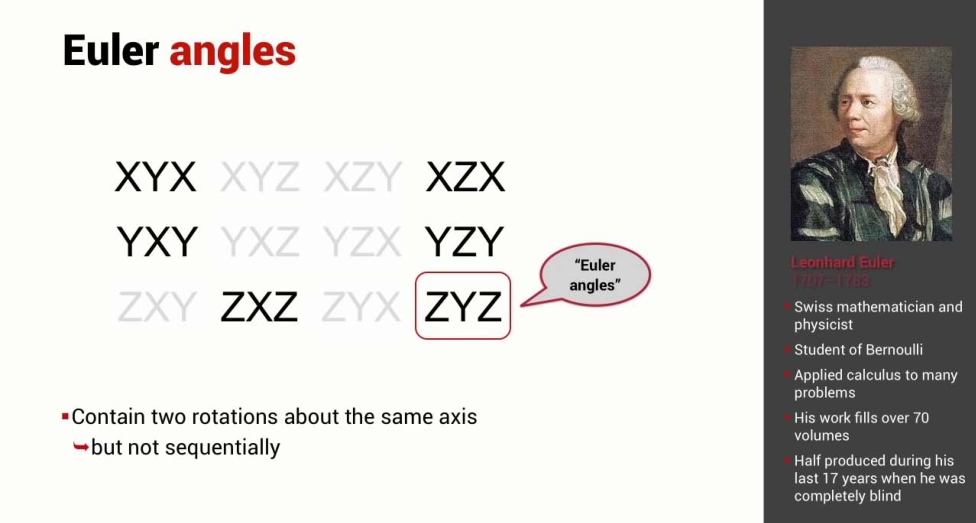 Euler angles
XYX XYZ XZY XZX
YXY YXZ YZX YZY
ZXY ZXZ ZYX ZYZ
"Euler
angles"
▪Contain two rotations about the same axis
➥but not sequentially
Leonhard Euler
1707–1783
▪ Swiss mathematician and
physicist
▪ Student of Bernoulli
▪ Applied calculus to many
problems
▪ His work fills over 70
volumes
▪ Half produced during his
last 17 years when he was
completely blind